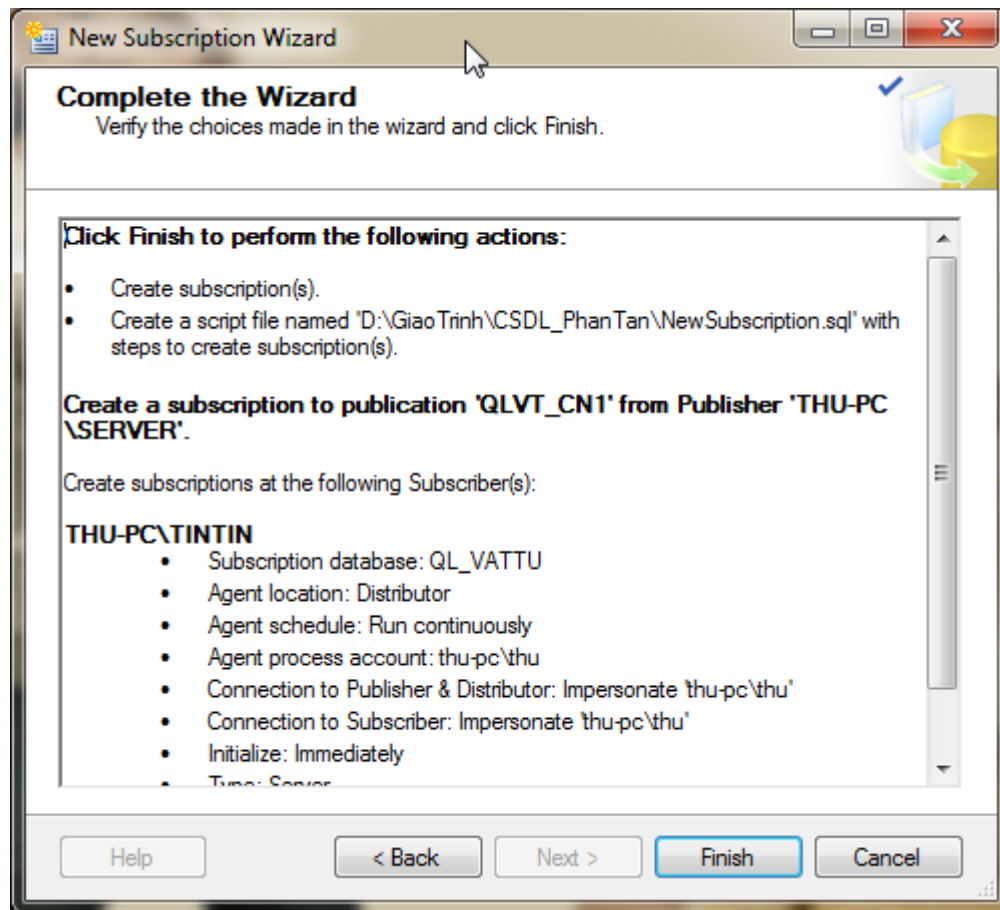 New Subscription Wizard
Complete the Wizard
Verify the choices made in the wizard and click Finish.
Click Finish to perform the following actions:
• Create subscription(s).
• Create a script file named 'D:\GiaoTrinh\CSDL_PhanTan\NewSubscription.sql' with
steps to create subscription(s).
Create a subscription to publication 'QLVT_CN1' from Publisher 'THU-PC
\SERVER'.
Create subscriptions at the following Subscriber(s):
THU-PC\TINTIN
• Subscription database: QL_VATTU
• Agent location: Distributor
• Agent schedule: Run continuously
• Agent process account: thu-pc\thu
• Connection to Publisher & Distributor: Impersonate 'thu-pc\thu'
• Connection to Subscriber: Impersonate 'thu-pc\thu'
• Initialize: Immediately
• Type: Server
Help
< Back
Next >
Finish
Cancel